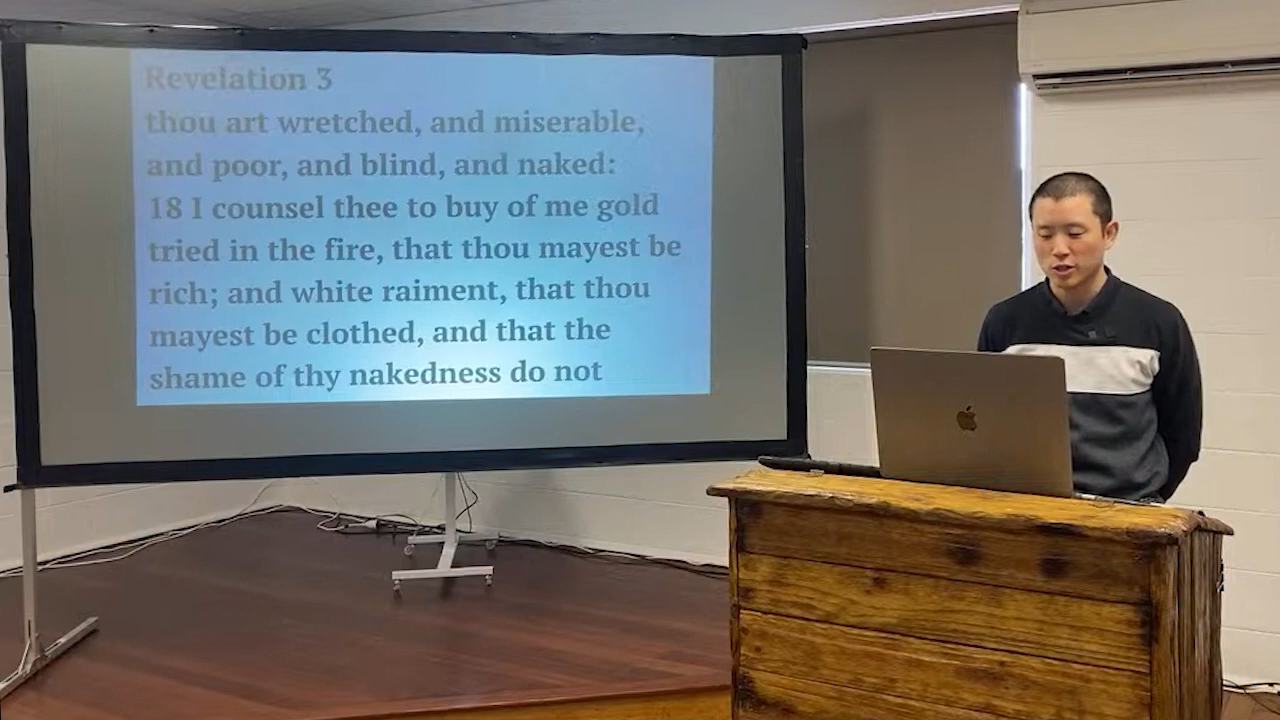 Revelation 3
thou art wretched, and miserable,
and poor, and blind, and naked:
18 I counsel thee to buy of me gold
tried in the fire, that thou mayest be
rich; and white raiment, that thou
mayest be clothed, and that the
shame of thy nakedness do not